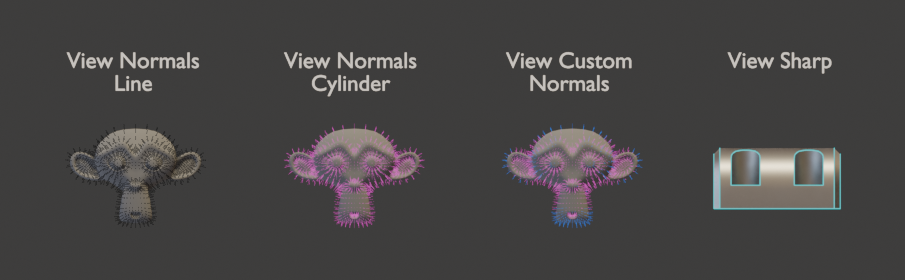 View Normals
Line
View Normals
Cylinder
View Custom
Normals
View Sharp